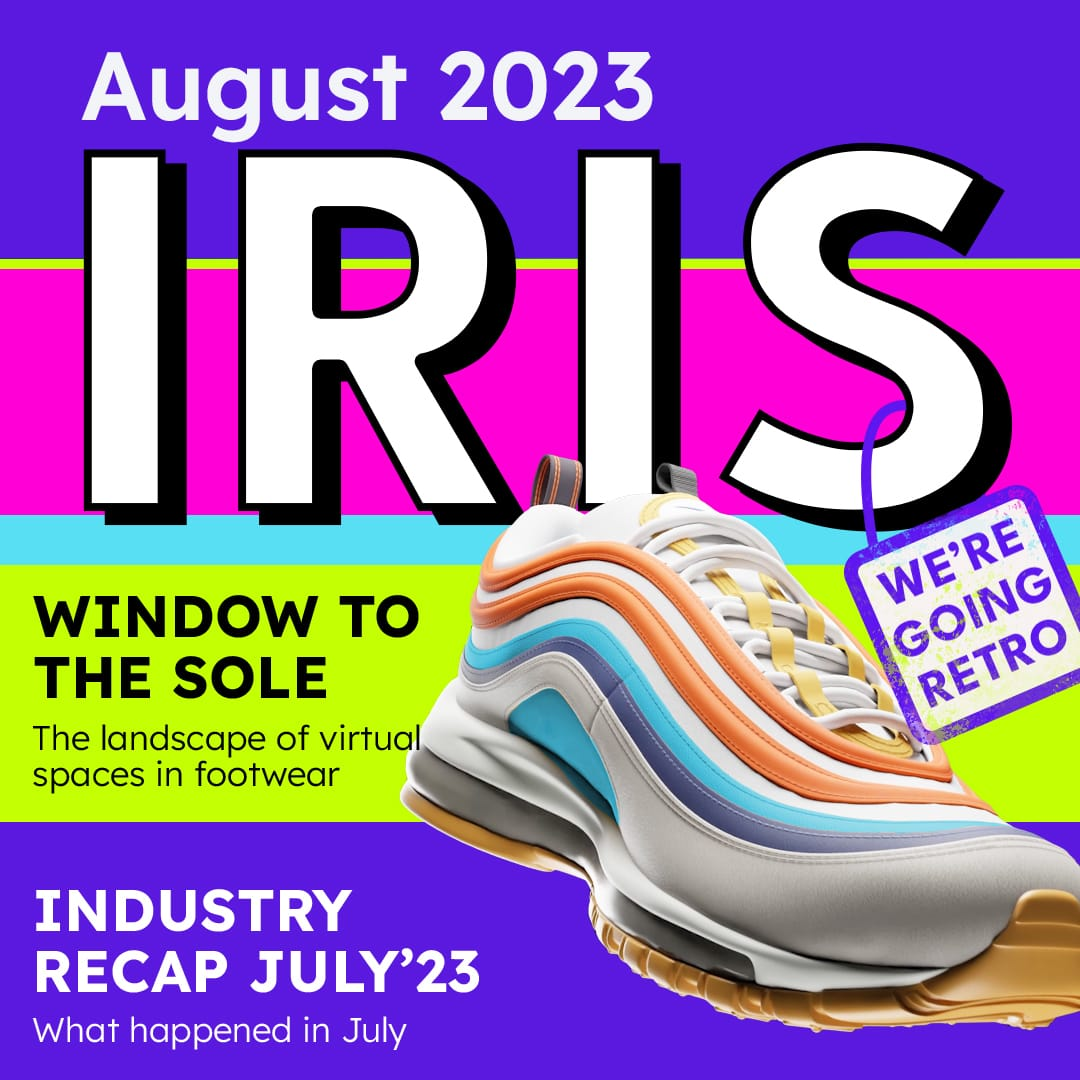 August 2023
IRIS
WE'RE
GOING
RETRO
WINDOW TO
THE SOLE
The landscape of virtual
spaces in footwear
INDUSTRY
RECAP JULY'23
What happened in July